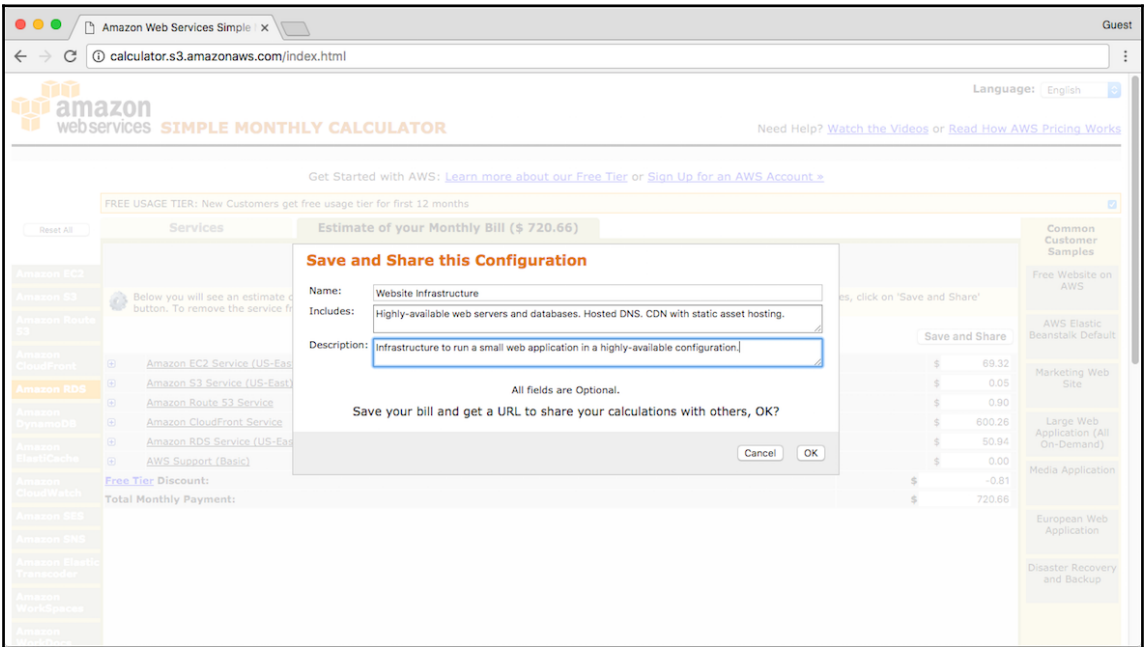 Amazon Web Services Simple
Guest
calculator.s3.amazonaws.com/index.html
Language: English
amazon
webservices SIMPLE MONTHLY CALCULATOR
Need Help? Watch the Videos or Read How AWS Pricing Works
Get Started with AWS: Learn more about our Free Tier or Sign Up for an AWS Account »
FREE USAGE TIER: New Customers get free usage tier for first 12 months
Reset All
Services
Estimate of your Monthly Bill ($ 720.66)
Common
Customer
Samples
Save and Share this Configuration
Name: Website Infrastructure
Includes: Highly-available web servers and databases. Hosted DNS. CDN with static asset hosting.
Description: Infrastructure to run a small web application in a highly-available configuration.
All fields are Optional.
Save your bill and get a URL to share your calculations with others, OK?
Cancel OK
Amazon EC2
Amazon S3
Amazon Route
53
Amazon
CloudFront
Amazon RDS
Amazon
DynamoDB
Amazon
ElastiCache
Amazon
CloudWatch
Amazon SES
Amazon SNS
Amazon Elastic
Transcoder
Amazon
WorkSpaces
Amazon
WorkDocs
Below you will see an estimate
es, click on 'Save and Share'
button. To remove the service
Save and Share
Amazon EC2 Service (US-East $ 69.32
Amazon S3 Service (US-East) $ 0.05
Amazon Route 53 Service $ 0.90
Amazon CloudFront Service $ 600.26
Amazon RDS Service (US-Eas $ 50.94
AWS Support (Basic) $ 0.00
Free Tier Discount: $ -0.81
Total Monthly Payment: $ 720.66
Free Website on
AWS
AWS Elastic
Beanstalk Default
Marketing Web
Site
Large Web
Application (All
On-Demand)
Media Application
European Web
Application
Disaster Recovery
and Backup